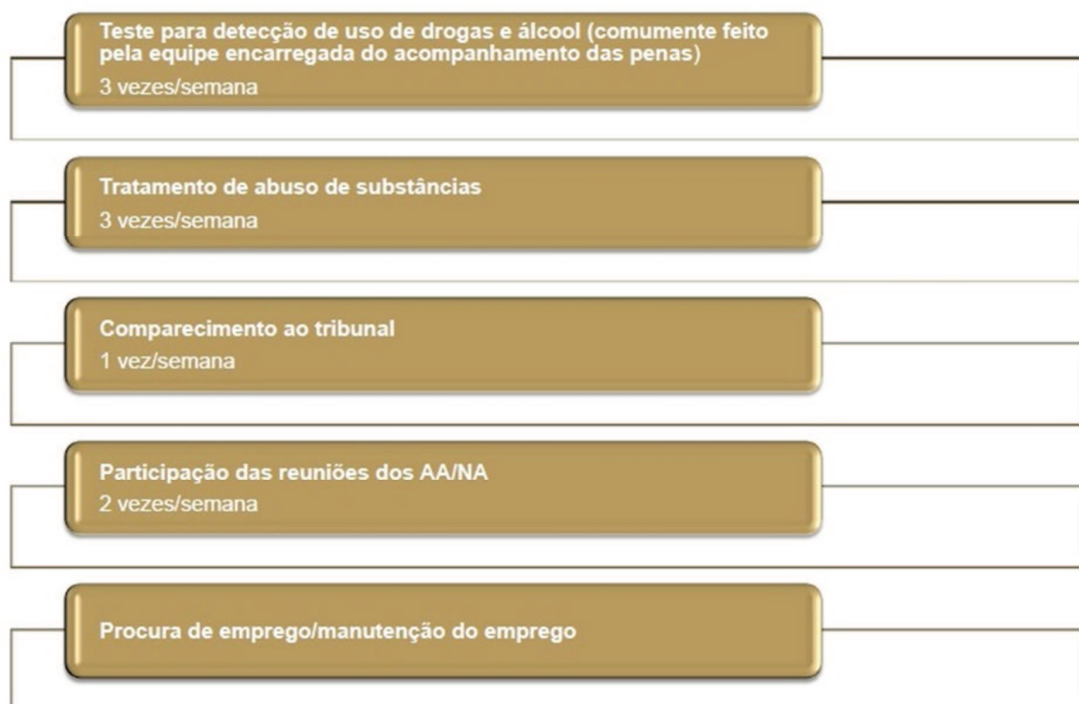 Teste para detecção de uso de drogas e álcool (comumente feito
pela equipe encarregada do acompanhamento das penas)
3 vezes/semana
Tratamento de abuso de substâncias
3 vezes/semana
Comparecimento ao tribunal
1 vez/semana
Participação das reuniões dos AA/NA
2 vezes/semana
Procura de emprego/manutenção do emprego